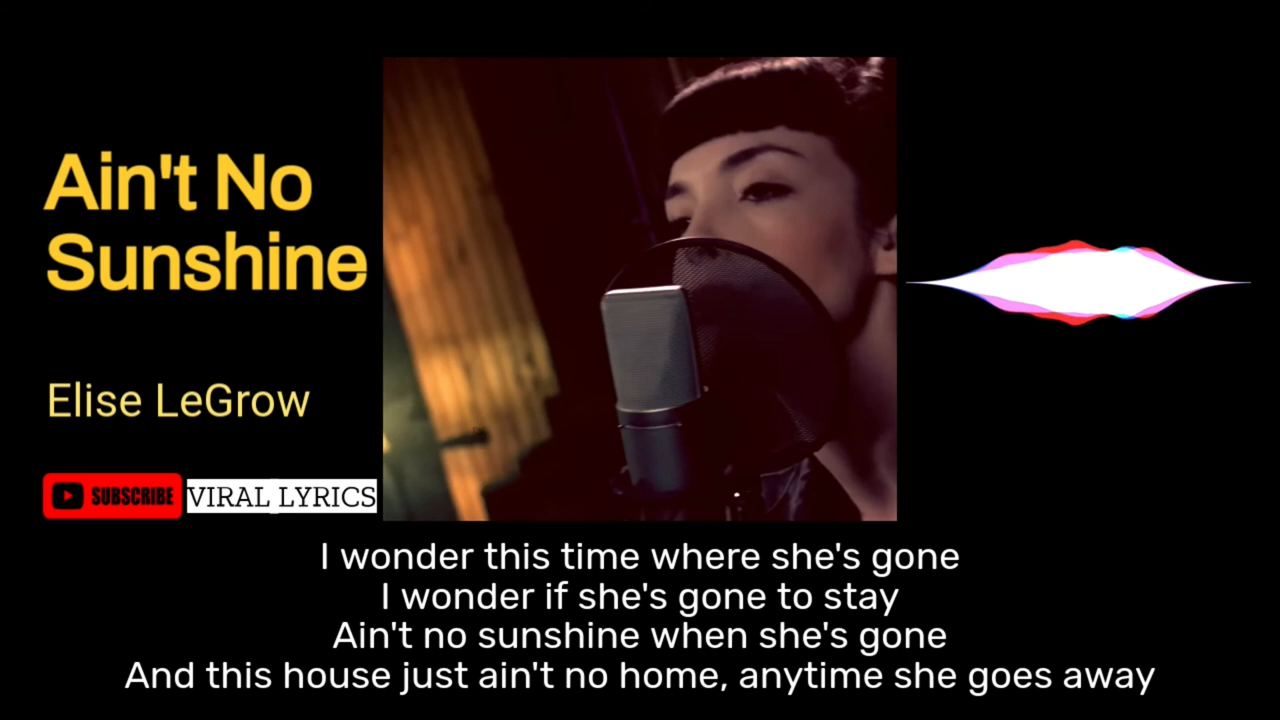 Ain't No
Sunshine
Elise LeGrow
SUBSCRIBE
VIRAL LYRICS
I wonder this time where she's gone
I wonder if she's gone to stay
Ain't no sunshine when she's gone
And this house just ain't no home, anytime she goes away